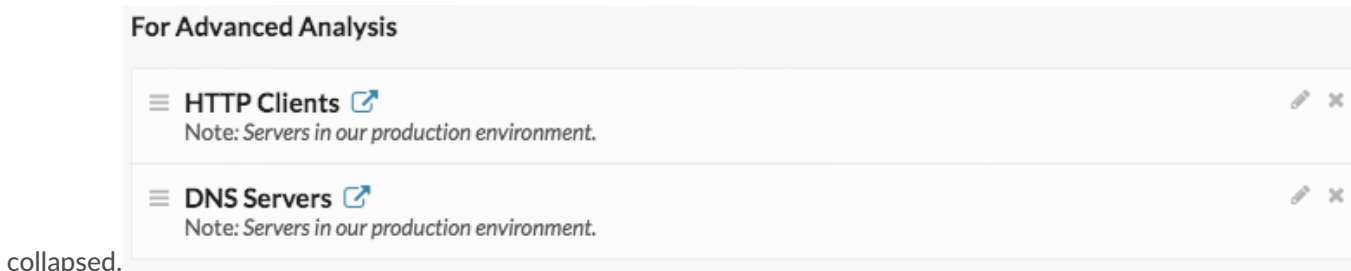 For Advanced Analysis
HTTP Clients
Note: Servers in our production environment.
DNS Servers
Note: Servers in our production environment.
collapsed.